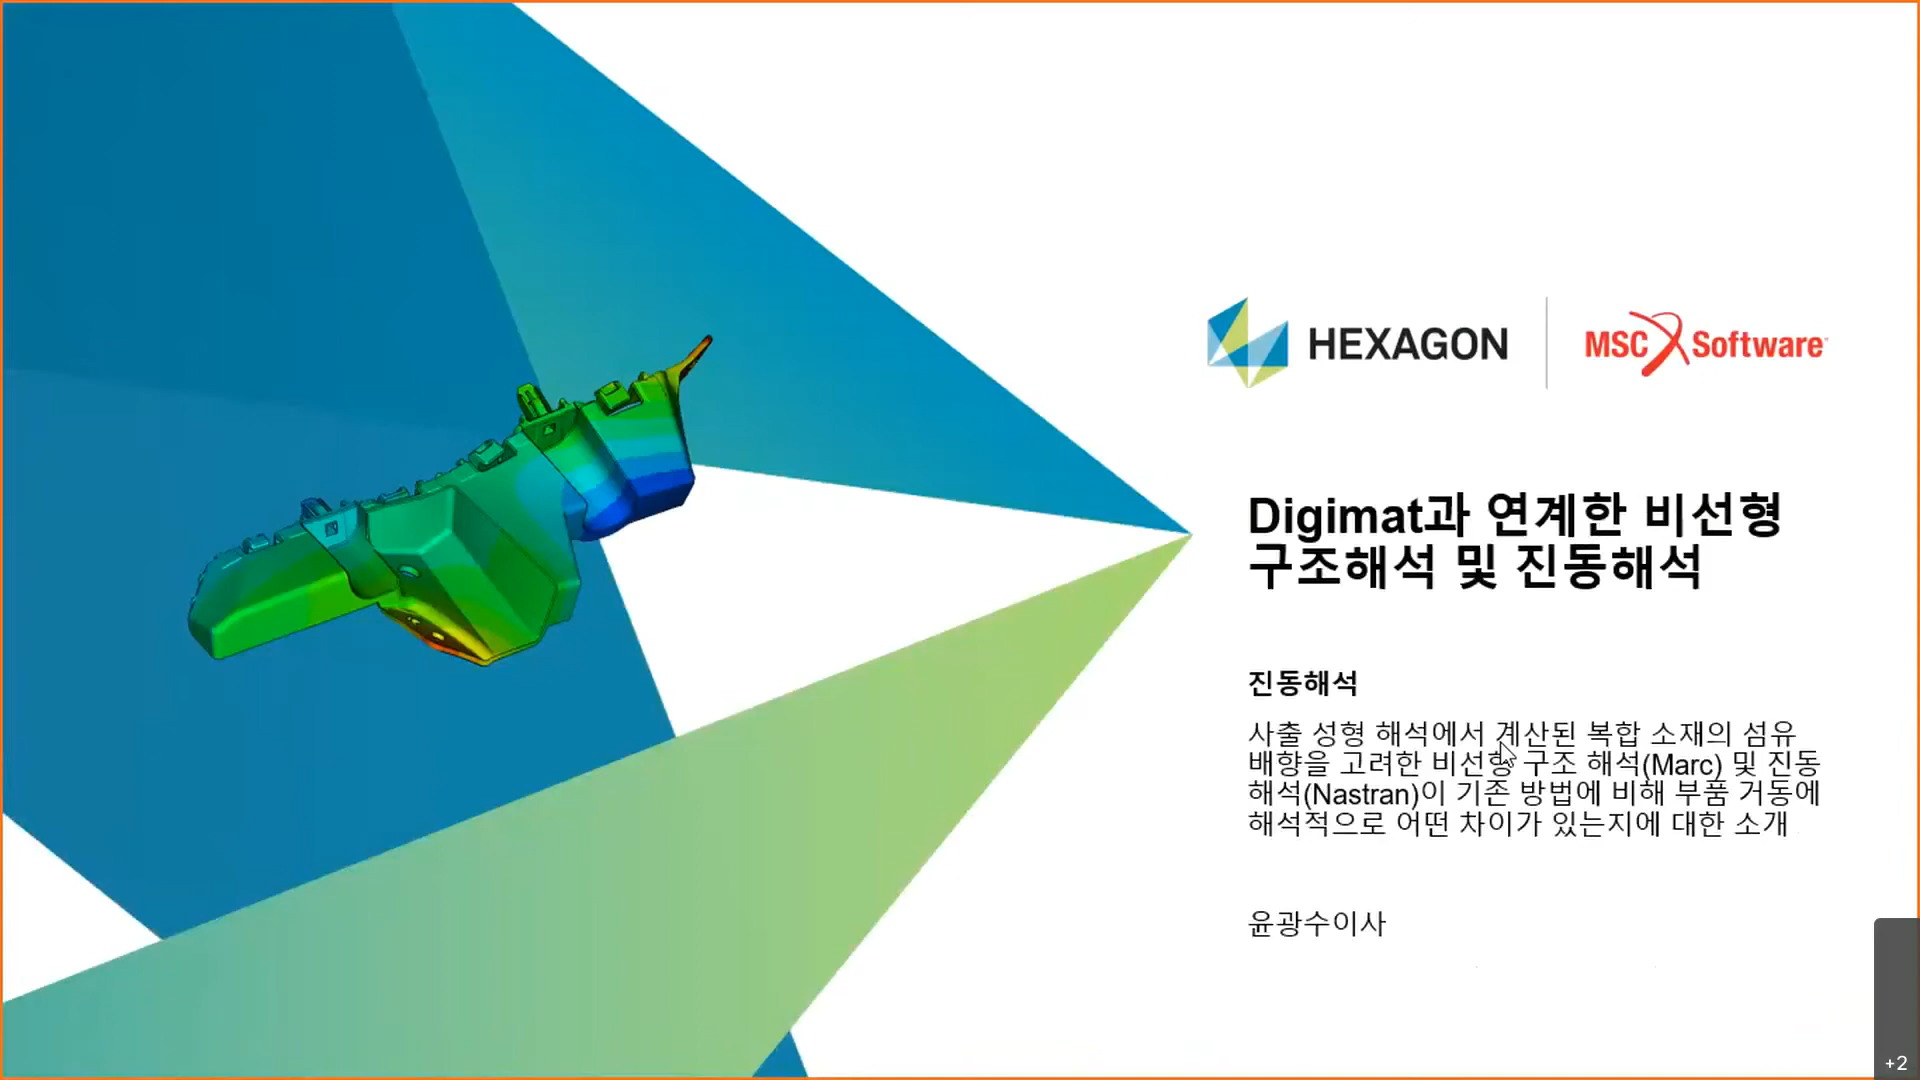 HEXAGON
MSC Software
Digimat과 연계한 비선형
구조해석 및 진동해석
진동해석
사출 성형 해석에서 계산된 복합 소재의 섬유
배향을 고려한 비선형 구조 해석(Marc) 및 진동
해석(Nastran)이 기존 방법에 비해 부품 거동에
해석적으로 어떤 차이가 있는지에 대한 소개
윤광수이사
+2